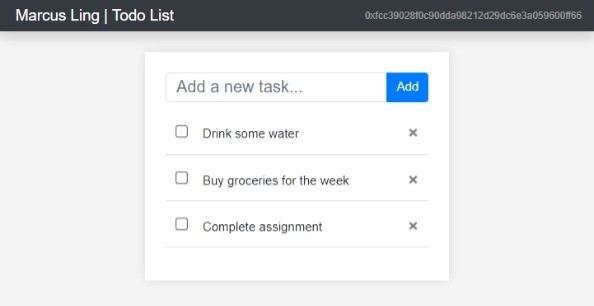 Marcus Ling | Todo List
0xfcc39028f0c90dda98212d29dc6e3a059600ff66
Add a new task...
Add
Drink some water
×
Buy groceries for the week
×
Complete assignment
×